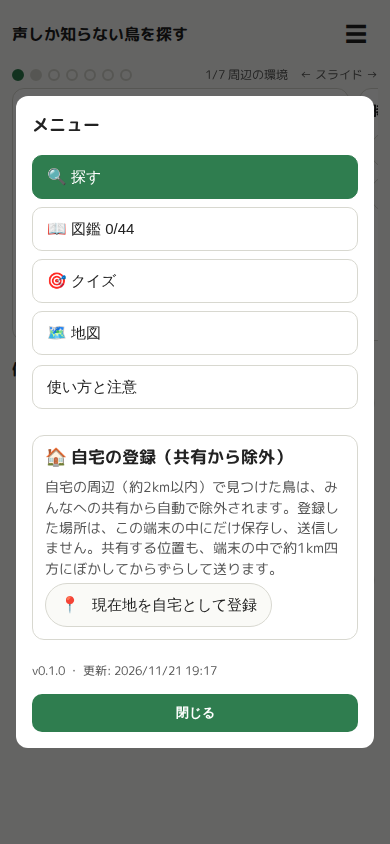 声しか知らない鳥を探す
1/7 周辺の環境 ← スライド →
メニュー
🔍 探す
📖 図鑑 0/44
🎯 クイズ
🗺️ 地図
使い方と注意
🏠 自宅の登録（共有から除外）
自宅の周辺（約2km以内）で見つけた鳥は、み
んなへの共有から自動で除外されます。登録し
た場所は、この端末の中にだけ保存し、送信し
ません。共有する位置も、端末の中で約1km四
方にぼかしてからずらして送ります。
📍 現在地を自宅として登録
v0.1.0 · 更新: 2026/11/21 19:17
閉じる